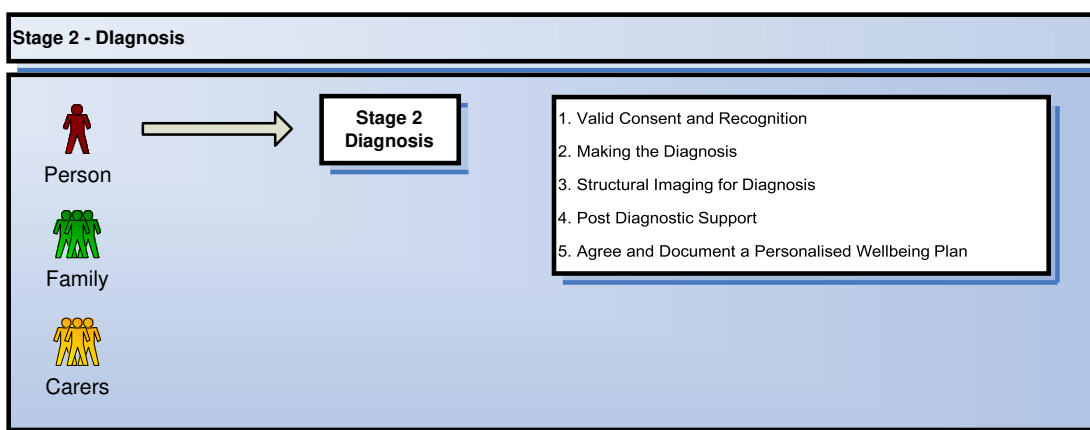 Stage 2 - DIagnosis
Person
Family
Carers
Stage 2
Diagnosis
1. Valid Consent and Recognition
2. Making the Diagnosis
3. Structural Imaging for Diagnosis
4. Post Diagnostic Support
5. Agree and Document a Personalised Wellbeing Plan